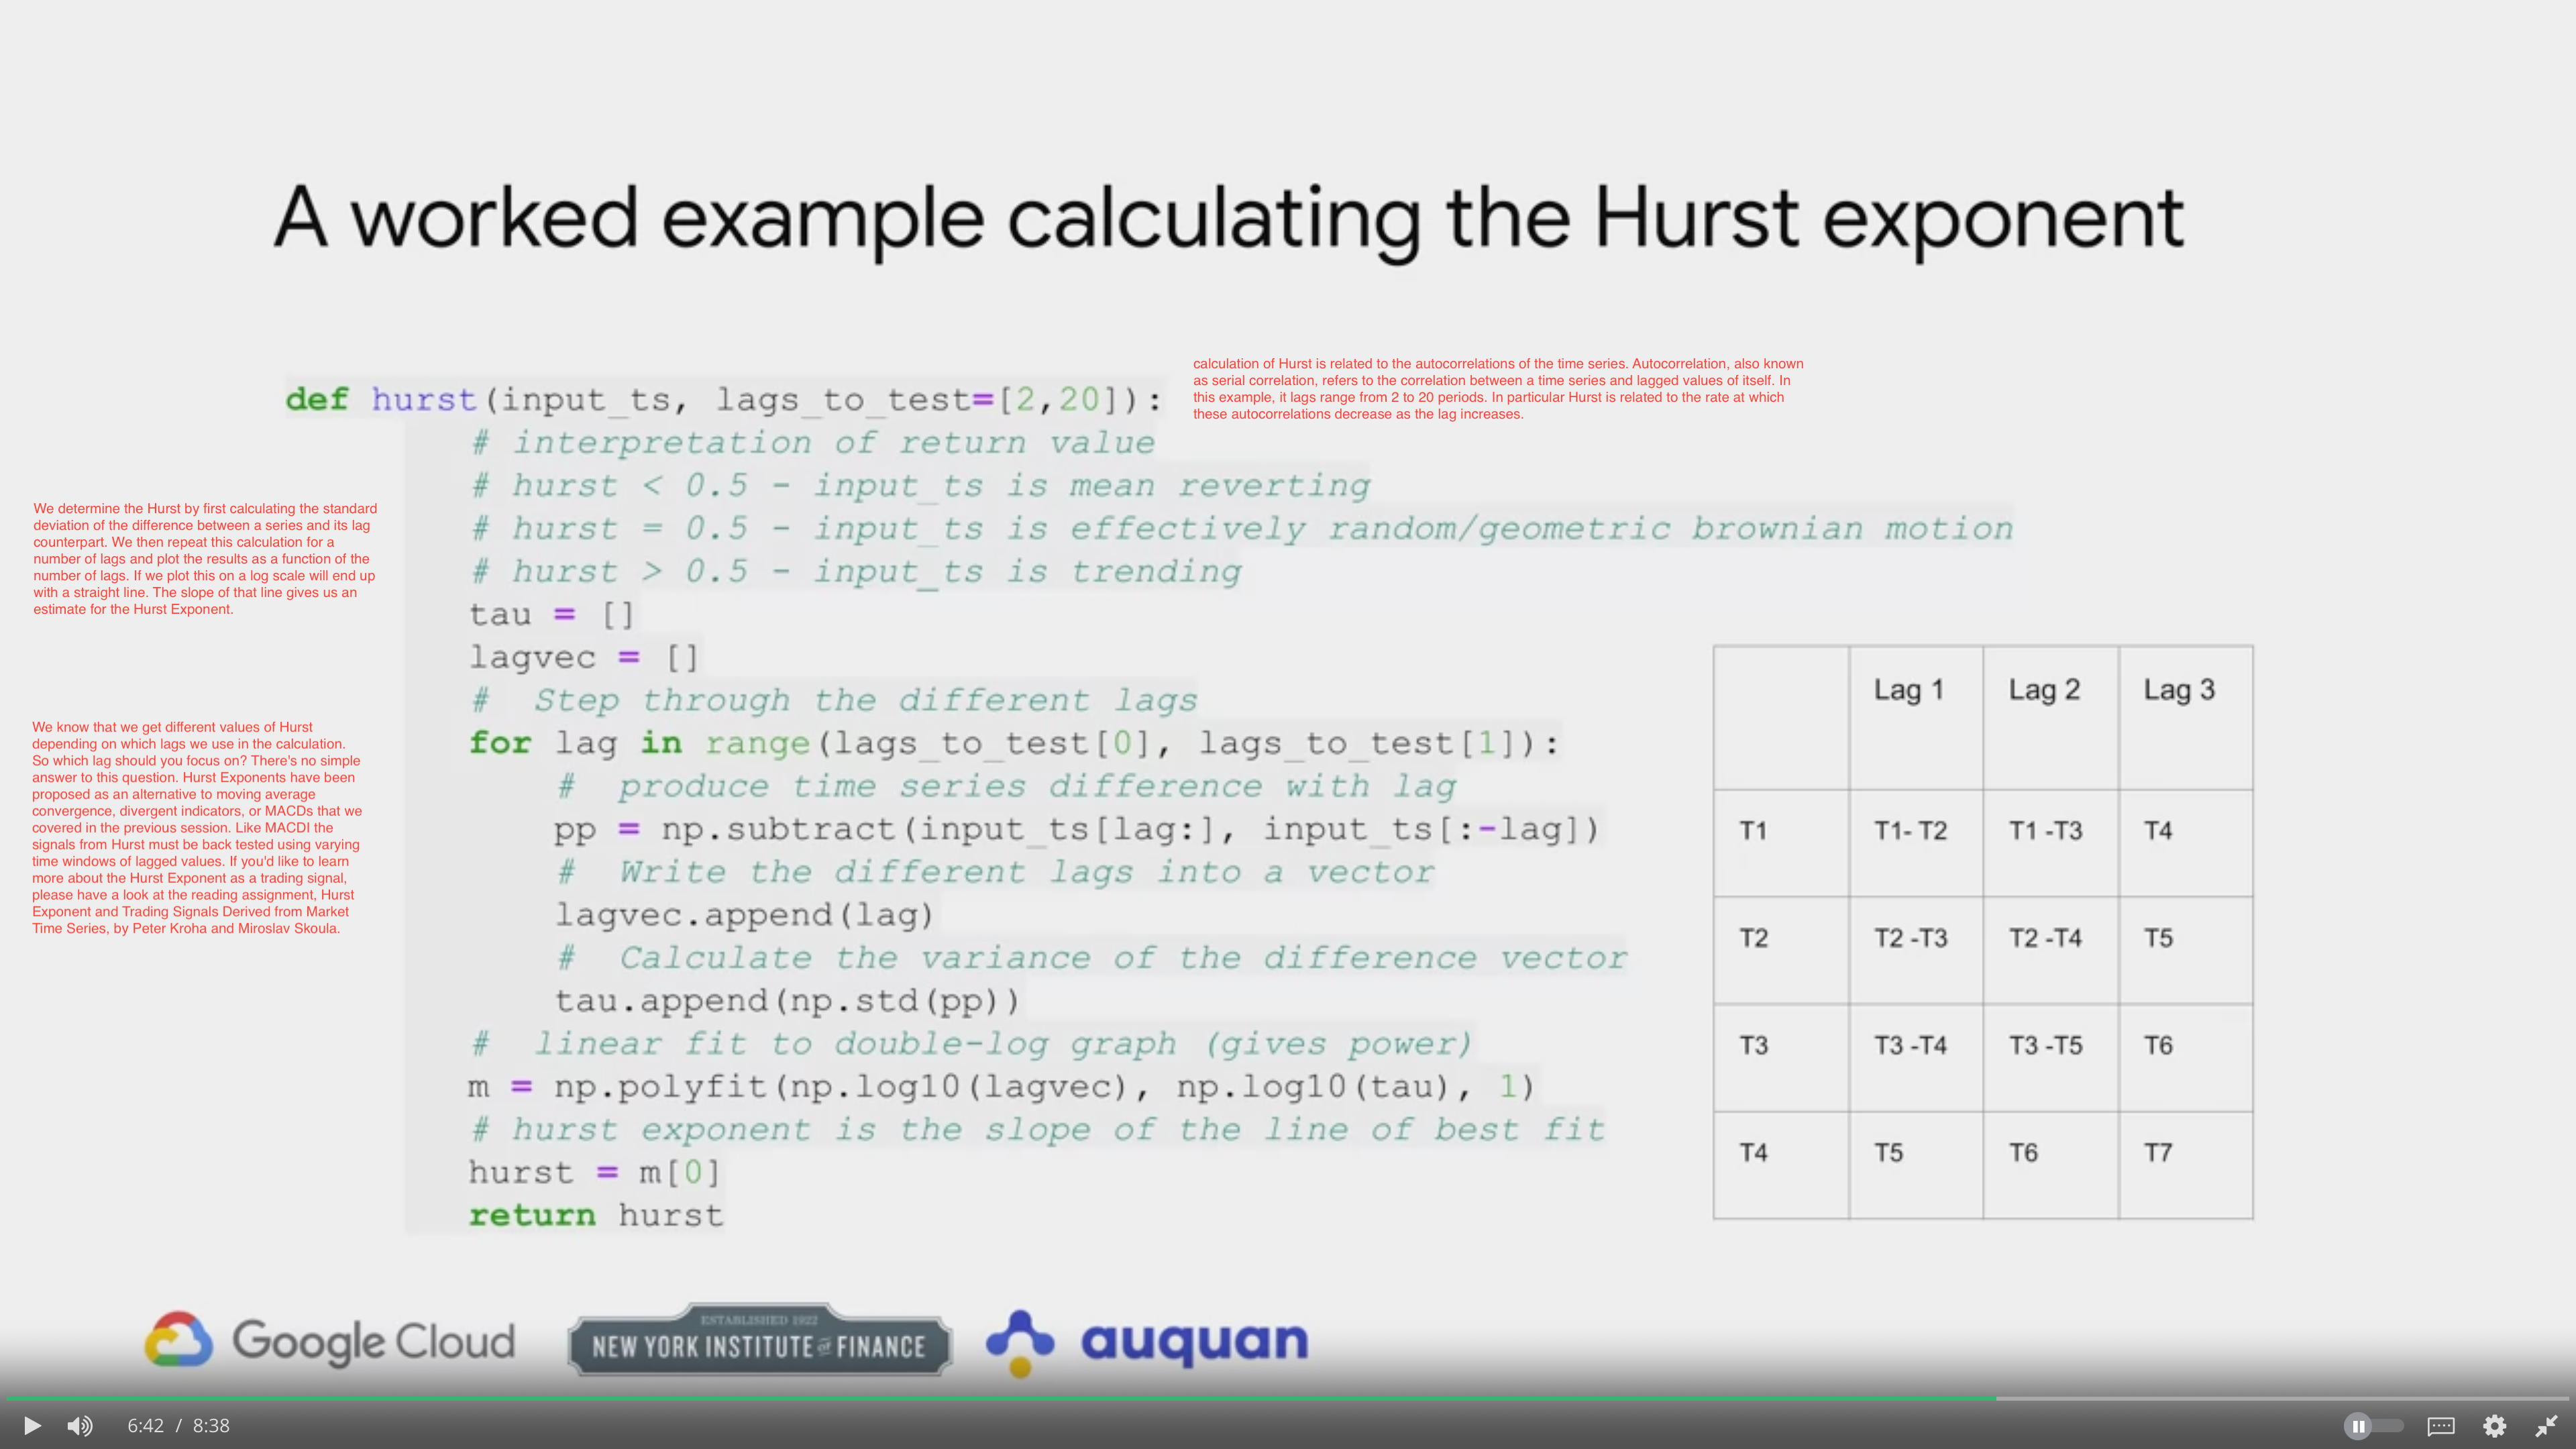 A worked example calculating the Hurst exponent
calculation of Hurst is related to the autocorrelations of the time series. Autocorrelation, also known
as serial correlation, refers to the correlation between a time series and lagged values of itself. In
this example, it lags range from 2 to 20 periods. In particular Hurst is related to the rate at which
these autocorrelations decrease as the lag increases.
def hurst(input_ts, lags_to_test=[2,20]):
# interpretation of return value
# hurst < 0.5 - input_ts is mean reverting
# hurst = 0.5 - input_ts is effectively random/geometric brownian motion
# hurst > 0.5 - input_ts is trending
tau = []
lagvec = []
# Step through the different lags
for lag in range(lags_to_test[0], lags_to_test[1]):
# produce time series difference with lag
pp = np.subtract(input_ts[lag:], input_ts[:-lag])
# Write the different lags into a vector
lagvec.append(lag)
# Calculate the variance of the difference vector
tau.append(np.std(pp))
# linear fit to double-log graph (gives power)
m = np.polyfit(np.log10(lagvec), np.log10(tau), 1)
# hurst exponent is the slope of the line of best fit
hurst = m[0]
return hurst
We determine the Hurst by first calculating the standard
deviation of the difference between a series and its lag
counterpart. We then repeat this calculation for a
number of lags and plot the results as a function of the
number of lags. If we plot this on a log scale will end up
with a straight line. The slope of that line gives us an
estimate for the Hurst Exponent.
We know that we get different values of Hurst
depending on which lags we use in the calculation.
So which lag should you focus on? There's no simple
answer to this question. Hurst Exponents have been
proposed as an alternative to moving average
convergence, divergent indicators, or MACDs that we
covered in the previous session. Like MACDI the
signals from Hurst must be back tested using varying
time windows of lagged values. If you'd like to learn
more about the Hurst Exponent as a trading signal,
please have a look at the reading assignment, Hurst
Exponent and Trading Signals Derived from Market
Time Series, by Peter Kroha and Miroslav Skoula.
Lag 1 Lag 2 Lag 3
T1 T1- T2 T1 -T3 T4
T2 T2 -T3 T2 -T4 T5
T3 T3 -T4 T3 -T5 T6
T4 T5 T6 T7
Google Cloud
ESTABLISHED 1922
NEW YORK INSTITUTE of FINANCE
auquan
6:42 / 8:38